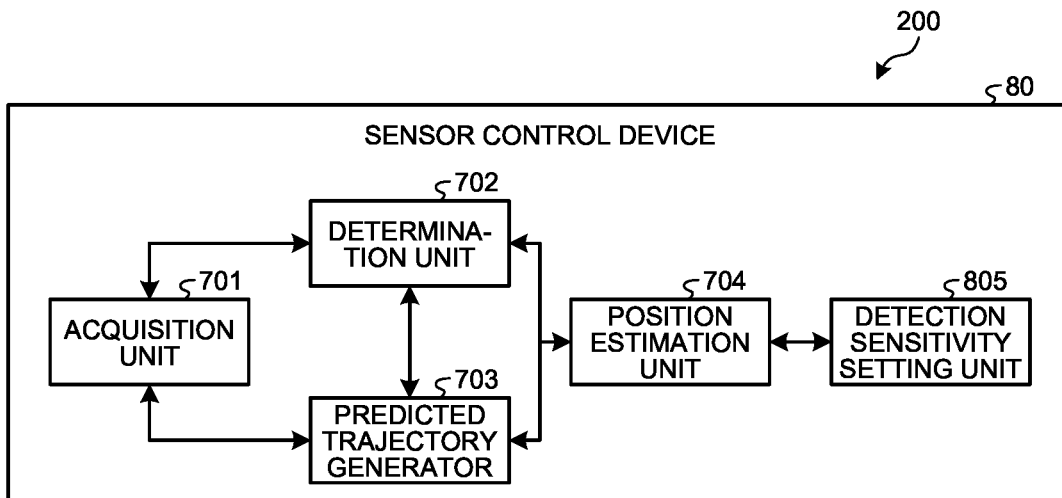 200
80
SENSOR CONTROL DEVICE
702
DETERMINA-
TION UNIT
701
ACQUISITION
UNIT
704
POSITION
ESTIMATION
UNIT
805
DETECTION
SENSITIVITY
SETTING UNIT
703
PREDICTED
TRAJECTORY
GENERATOR